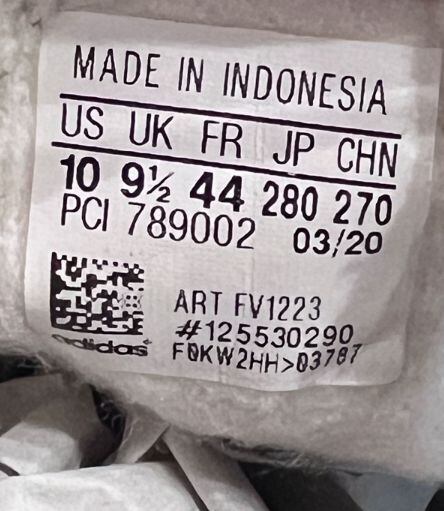 MADE IN INDONESIA
US UK FR JP CHN
10 9½ 44 280 270
PCI 789002 03/20
ART FV1223
#125530290
adidas
F0KW2HH>03787